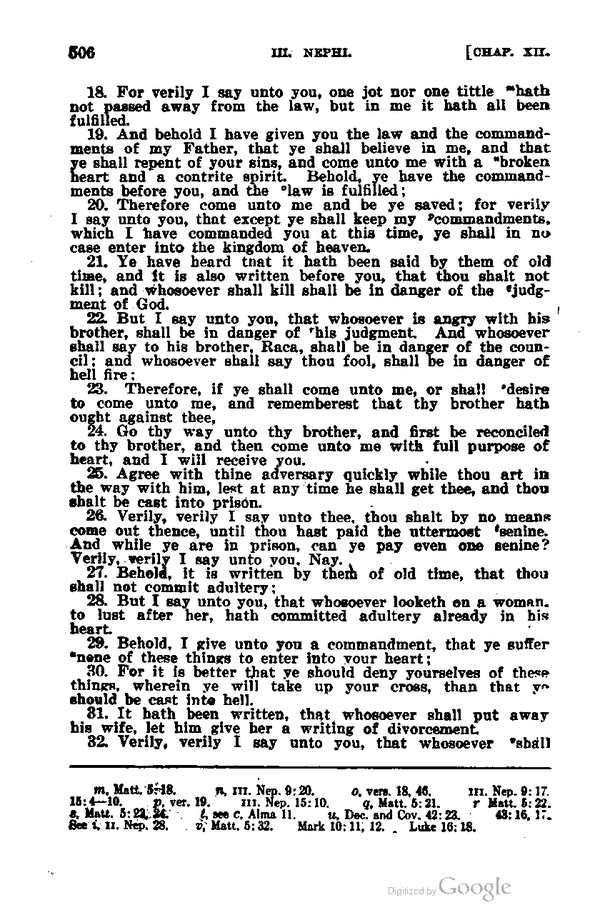 506 III. NEPHI. [CHAP. XII.
18. For verily I say unto you, one jot nor one tittle ᵐhath
not passed away from the law, but in me it hath all been
fulfilled.
19. And behold I have given you the law and the command-
ments of my Father, that ye shall believe in me, and that
ye shall repent of your sins, and come unto me with a ⁿbroken
heart and a contrite spirit. Behold, ye have the command-
ments before you, and the ᵒlaw is fulfilled;
20. Therefore come unto me and be ye saved; for verily
I say unto you, that except ye shall keep my ᵖcommandments,
which I have commanded you at this time, ye shall in no
case enter into the kingdom of heaven.
21. Ye have heard that it hath been said by them of old
time, and it is also written before you, that thou shalt not
kill; and whosoever shall kill shall be in danger of the qjudg-
ment of God.
22. But I say unto you, that whosoever is angry with his
brother, shall be in danger of ʳhis judgment. And whosoever
shall say to his brother, Raca, shall be in danger of the coun-
cil; and whosoever shall say thou fool, shall be in danger of
hell fire;
23. Therefore, if ye shall come unto me, or shall ˢdesire
to come unto me, and rememberest that thy brother hath
ought against thee,
24. Go thy way unto thy brother, and first be reconciled
to thy brother, and then come unto me with full purpose of
heart, and I will receive you.
25. Agree with thine adversary quickly while thou art in
the way with him, lest at any time he shall get thee, and thou
shalt be cast into prison.
26. Verily, verily I say unto thee, thou shalt by no means
come out thence, until thou hast paid the uttermost ᵗsenine.
And while ye are in prison, can ye pay even one senine?
Verily, verily I say unto you, Nay.
27. Behold, it is written by them of old time, that thou
shall not commit adultery;
28. But I say unto you, that whosoever looketh on a woman,
to lust after her, hath committed adultery already in his
heart.
29. Behold, I give unto you a commandment, that ye suffer
ᵘnone of these things to enter into your heart;
30. For it is better that ye should deny yourselves of these
things, wherein ye will take up your cross, than that ye
should be cast into hell.
31. It hath been written, that whosoever shall put away
his wife, let him give her a writing of divorcement.
32. Verily, verily I say unto you, that whosoever ᵛshall
m, Matt. 5:18. n, III. Nep. 9:20. o, vers. 18, 46. III. Nep. 9:17.
15:4—10. p, ver. 19. III. Nep. 15:10. q, Matt. 5:21. r Matt. 5:22.
s, Matt. 5:23, 24. t, see c, Alma 11. u, Dec. and Cov. 42:23. 43:16, 17.
See i, II. Nep. 28. v, Matt. 5:32. Mark 10:11, 12. Luke 16:18.
Digitized by Google